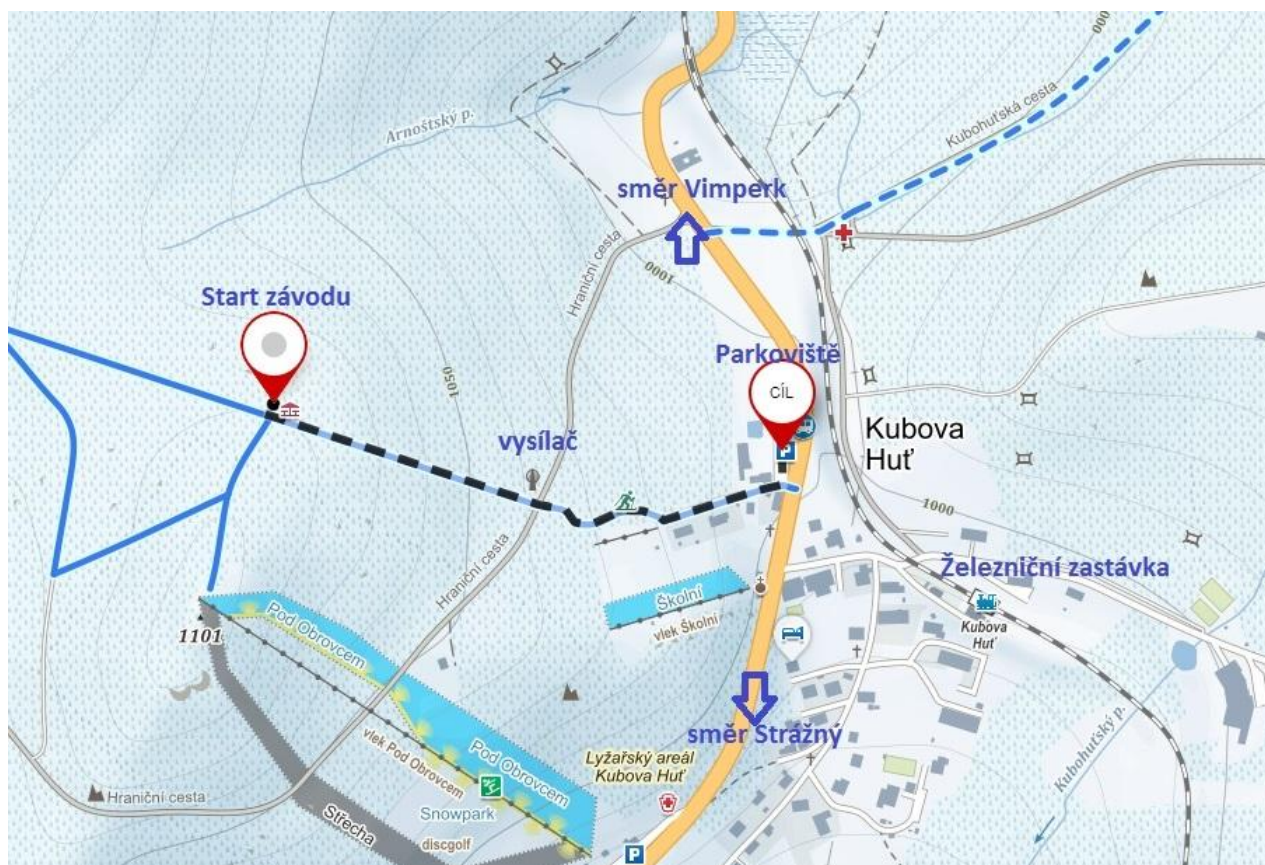 Arnoštský p.
Kubohuťská cesta
000
směr Vimperk
Hraniční cesta
1000
Start závodu
1050
Parkoviště
CÍL
P
Kubova
Huť
vysílač
1000
Hraniční cesta
Železniční zastávka
Kubova
Huť
Školní
vlek Školní
Pod Obrovcem
1101
vlek Pod Obrovcem
Pod Obrovcem
směr Strážný
Lyžařský areál
Kubova Huť
Kubohuťský p.
Hraniční cesta
Snowpark
Střecha
discgolf
P